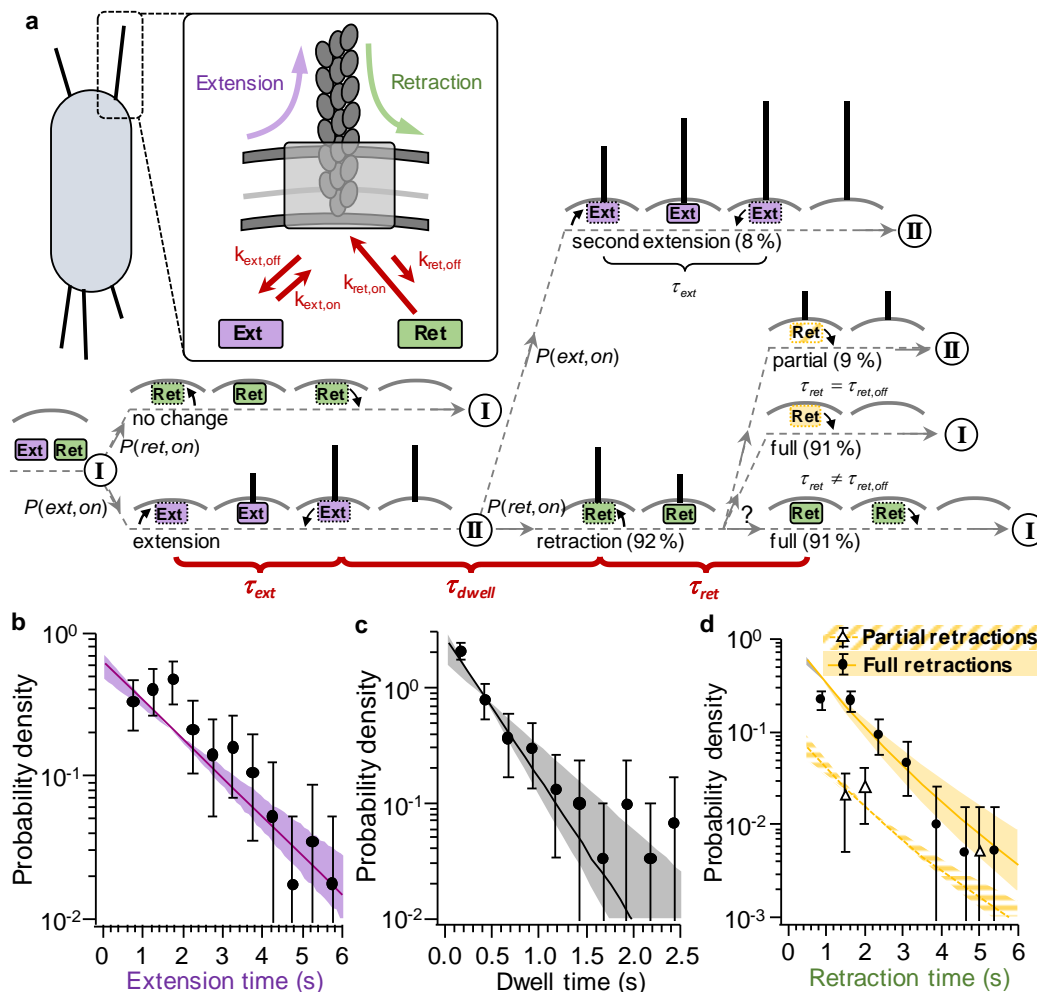 a
Extension
Retraction
k_ext,off
k_ext,on
k_ret,on
k_ret,off
Ext
Ret
Ext Ext Ext
second extension (8 %)
II
τ_ext
P(ext,on)
Ret
partial (9 %)
II
τ_ret = τ_ret,off
Ret
full (91 %)
I
τ_ret ≠ τ_ret,off
Ret Ret Ret
no change
I
P(ret,on)
Ext Ret
I
P(ext,on)
Ext Ext Ext
extension
II
P(ret,on)
Ret Ret
retraction (92 %)
?
Ret Ret
full (91 %)
I
τ_ext
τ_dwell
τ_ret
b
Probability density
10^0
10^-1
10^-2
0 1 2 3 4 5 6
Extension time (s)
c
Probability density
10^0
10^-1
10^-2
0.0 0.5 1.0 1.5 2.0 2.5
Dwell time (s)
d
Partial retractions
Full retractions
Probability density
10^0
10^-1
10^-2
10^-3
0 1 2 3 4 5 6
Retraction time (s)